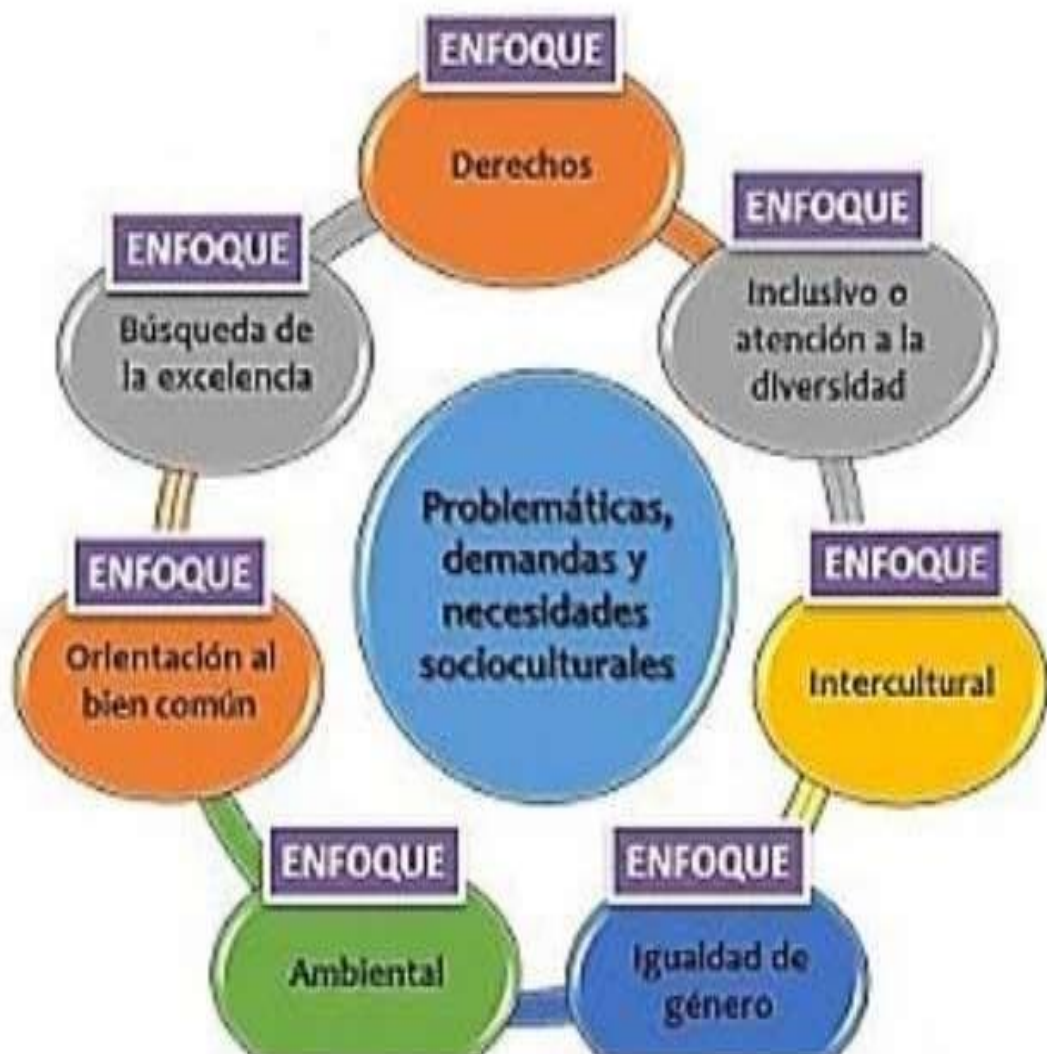 ENFOQUE
Derechos
ENFOQUE
Inclusivo o
atención a la
diversidad
ENFOQUE
Búsqueda de
la excelencia
Problemáticas,
demandas y
necesidades
socioculturales
ENFOQUE
Intercultural
ENFOQUE
Orientación al
bien común
ENFOQUE
Igualdad de
género
ENFOQUE
Ambiental